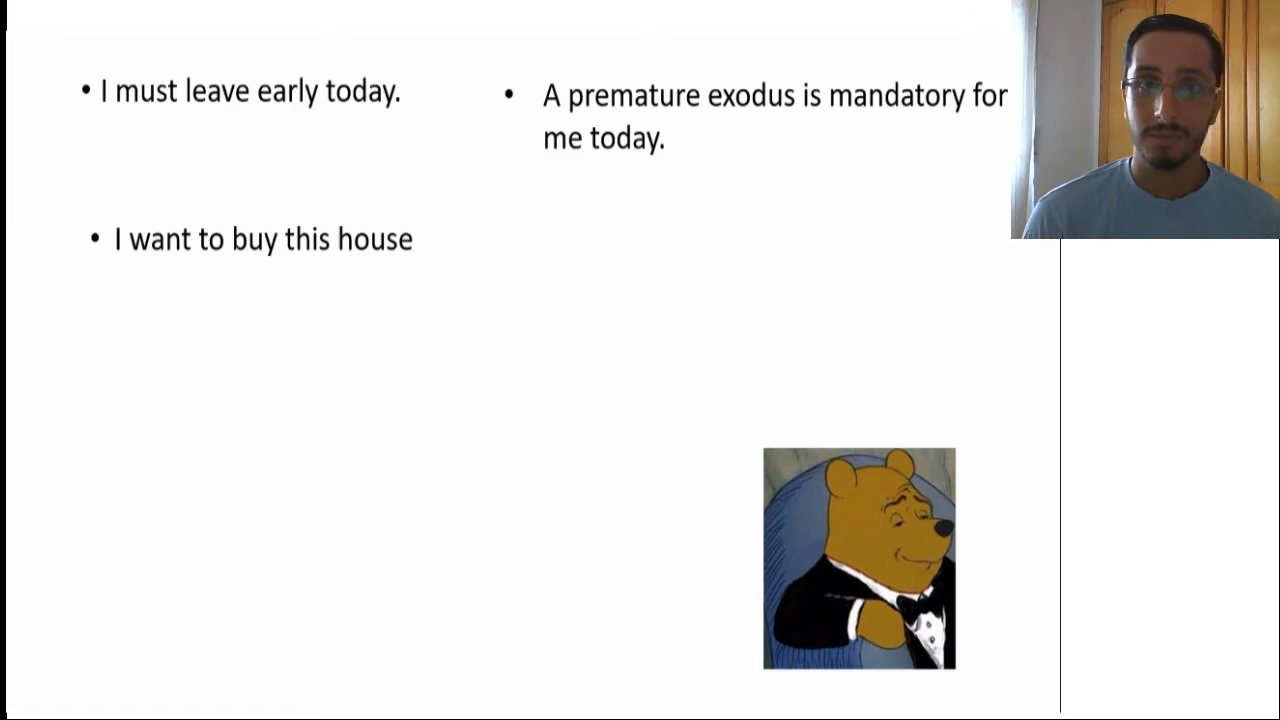 • I must leave early today.
• A premature exodus is mandatory for
me today.
• I want to buy this house